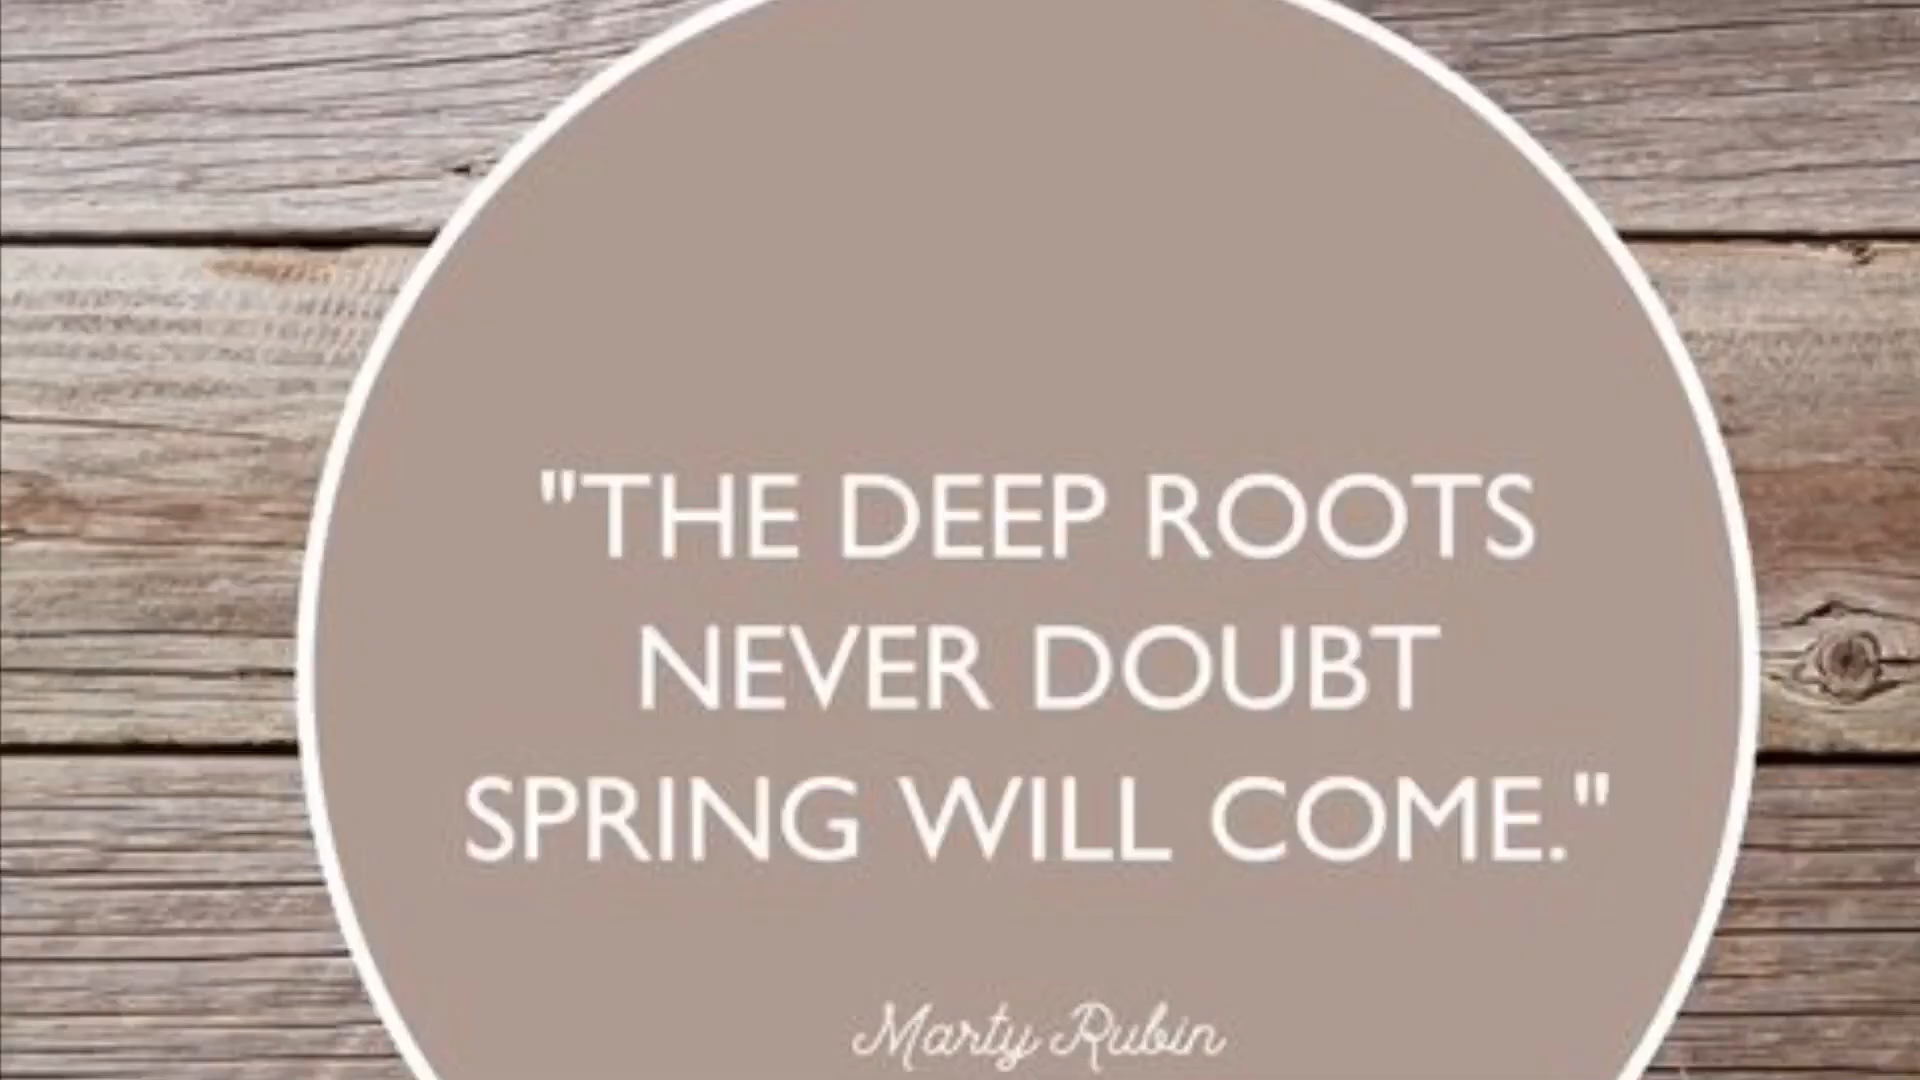 "THE DEEP ROOTS
NEVER DOUBT
SPRING WILL COME."
Marty Rubin